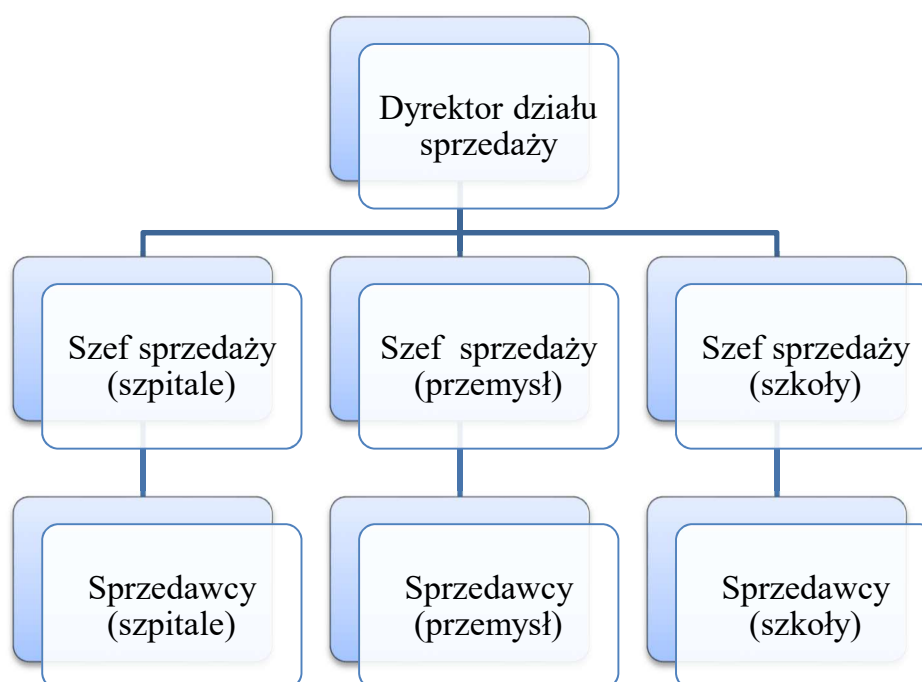 Dyrektor działu
sprzedaży
Szef sprzedaży
(szpitale)
Szef sprzedaży
(przemysł)
Szef sprzedaży
(szkoły)
Sprzedawcy
(szpitale)
Sprzedawcy
(przemysł)
Sprzedawcy
(szkoły)